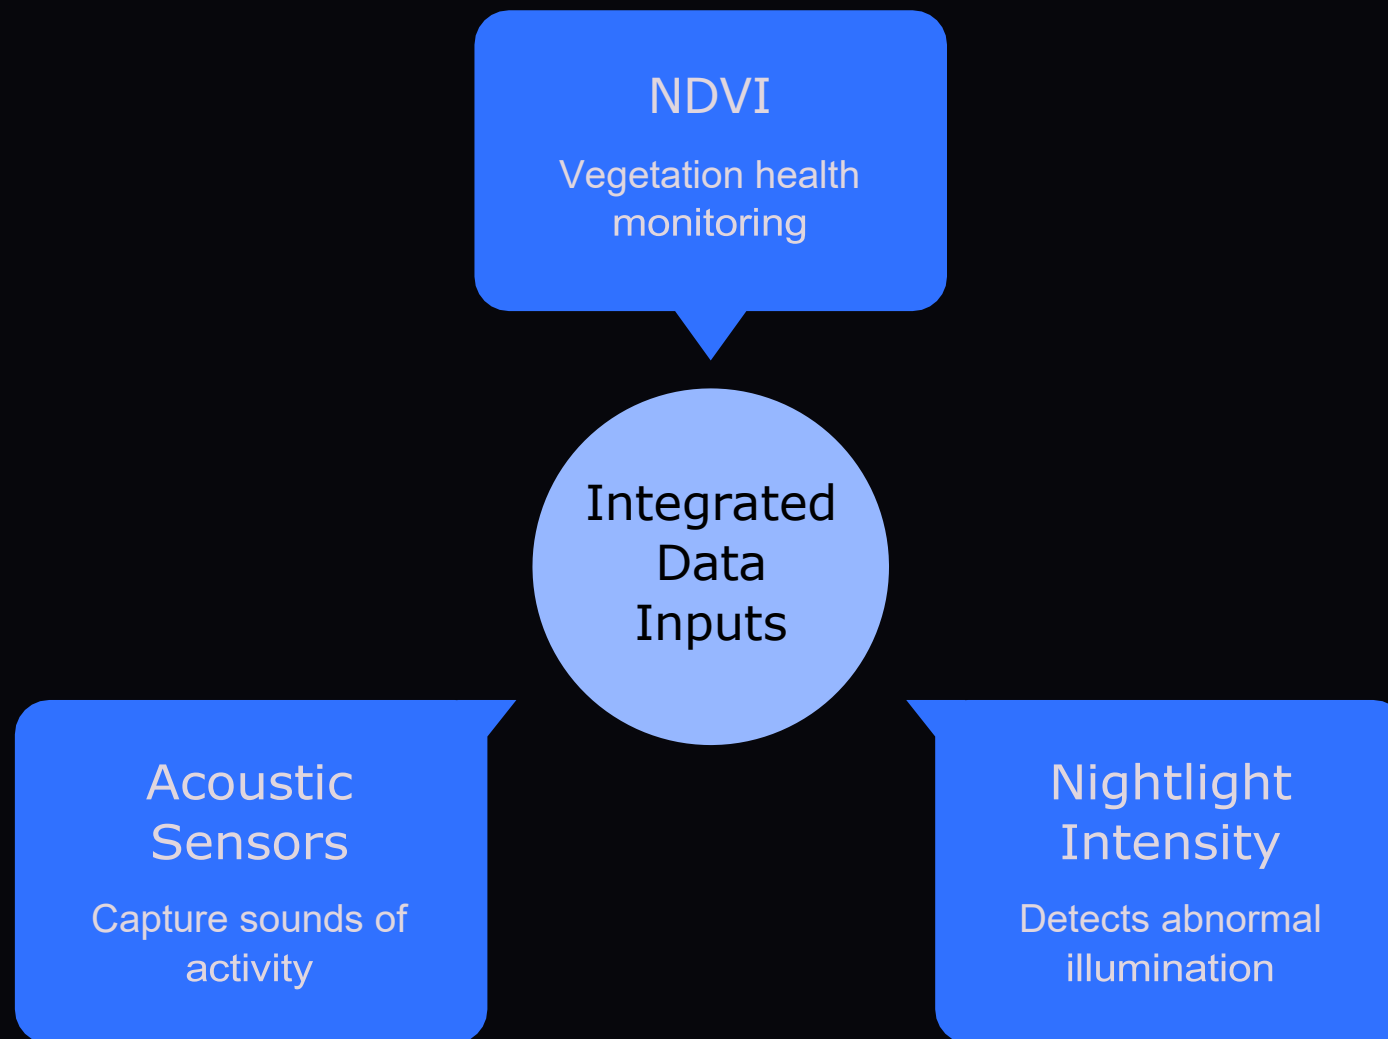 NDVI
Vegetation health
monitoring
Integrated
Data
Inputs
Acoustic
Sensors
Capture sounds of
activity
Nightlight
Intensity
Detects abnormal
illumination